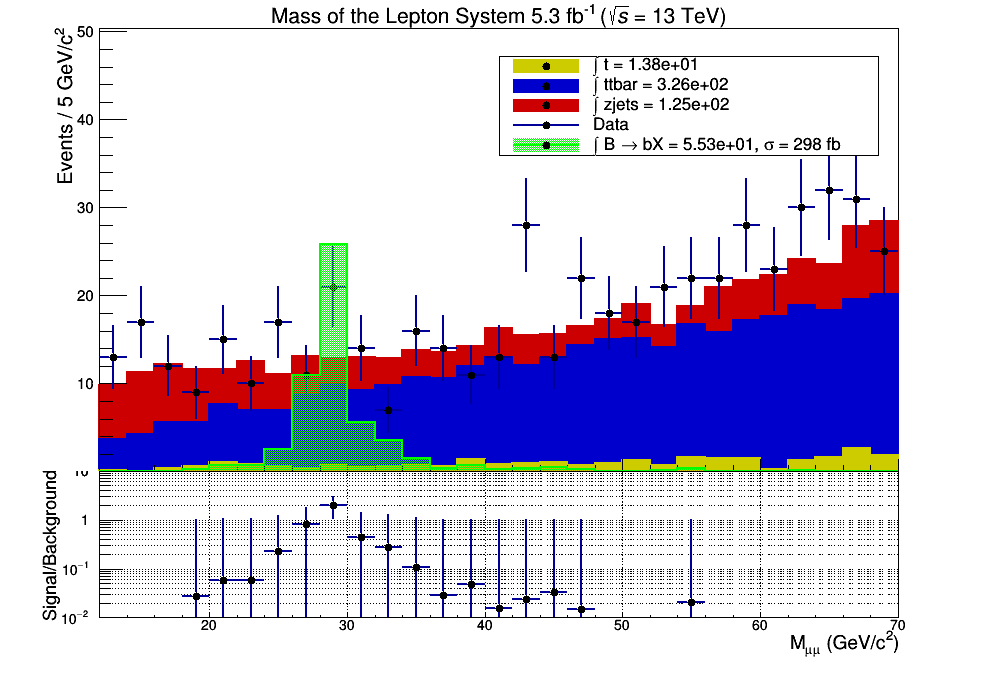 Mass of the Lepton System 5.3 fb⁻¹ (√s = 13 TeV)
Events / 5 GeV/c²
50
40
30
20
10
∫ t = 1.38e+01
∫ ttbar = 3.26e+02
∫ zjets = 1.25e+02
Data
∫ B → bX = 5.53e+01, σ = 298 fb
Signal/Background
10
1
10⁻¹
10⁻²
20 30 40 50 60 70
M_μμ (GeV/c²)